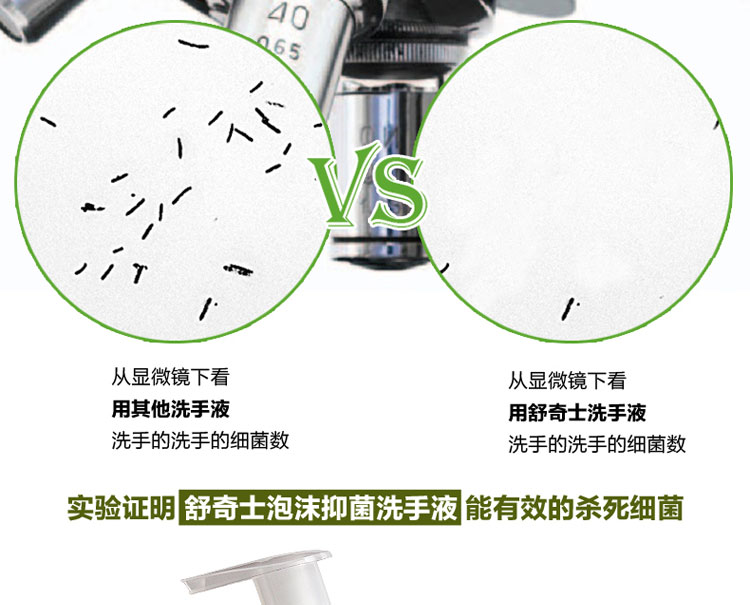 40
065
VS
从显微镜下看
用其他洗手液
洗手的洗手的细菌数
从显微镜下看
用舒奇士洗手液
洗手的洗手的细菌数
实验证明 舒奇士泡沫抑菌洗手液 能有效的杀死细菌